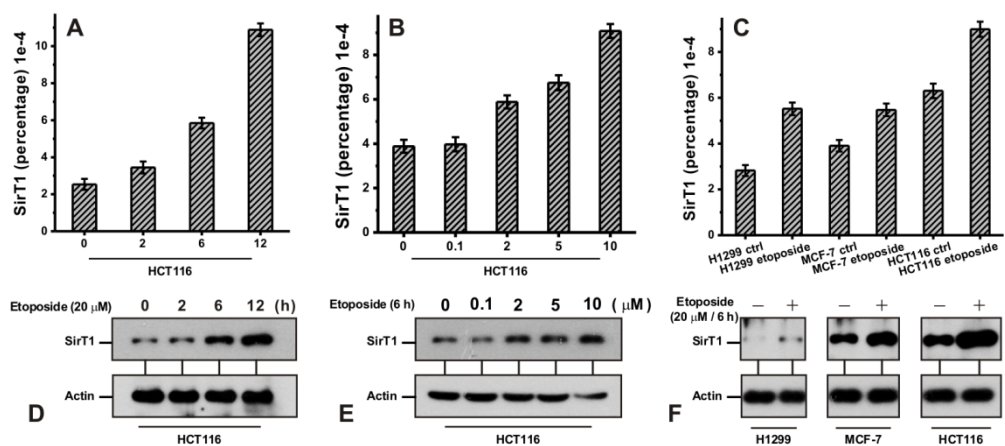 A
SirT1 (percentage) 1e-4
10
8
6
4
2
0
0 2 6 12
HCT116
B
SirT1 (percentage) 1e-4
10
8
6
4
2
0
0 0.1 2 5 10
HCT116
C
SirT1 (percentage) 1e-4
8
6
4
2
0
H1299 ctrl
H1299 etoposide
MCF-7 ctrl
MCF-7 etoposide
HCT116 ctrl
HCT116 etoposide
Etoposide (20 μM) 0 2 6 12 (h)
SirT1
Actin
D
HCT116
Etoposide (6 h) 0 0.1 2 5 10 ( μM)
SirT1
Actin
E
HCT116
Etoposide − + − + − +
(20 μM / 6 h)
SirT1
Actin
F
H1299 MCF-7 HCT116